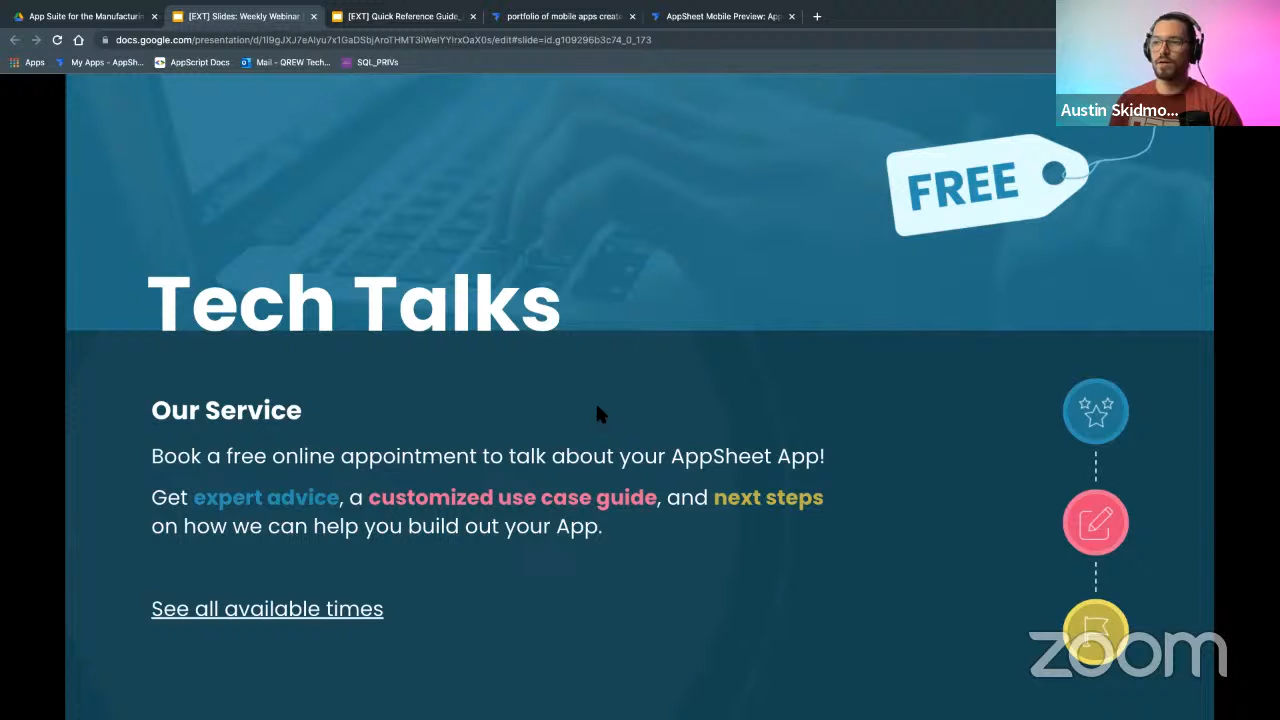 App Suite for the Manufacturin
[EXT] Slides: Weekly Webinar
[EXT] Quick Reference Guide_
portfolio of mobile apps create
AppSheet Mobile Preview: App
Apps
My Apps - AppSh...
AppScript Docs
Mail - QREW Tech...
SQL_PRIVs
Austin Skidmo...
FREE
Tech Talks
Our Service
Book a free online appointment to talk about your AppSheet App!
Get expert advice, a customized use case guide, and next steps
on how we can help you build out your App.
See all available times
zoom